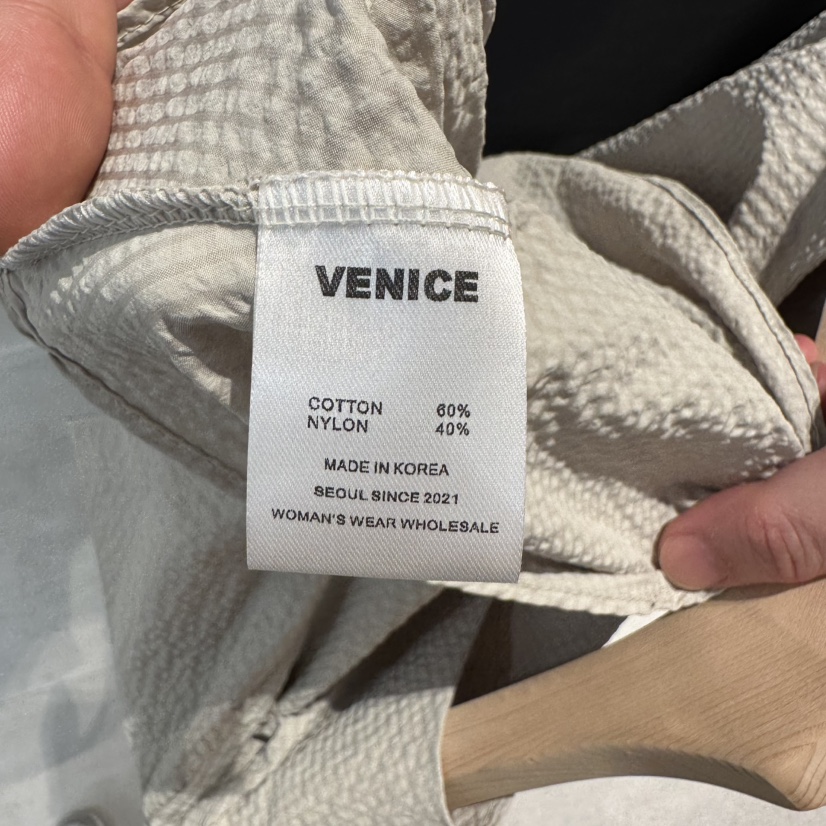 VENICE
COTTON 60%
NYLON 40%
MADE IN KOREA
SEOUL SINCE 2021
WOMAN'S WEAR WHOLESALE